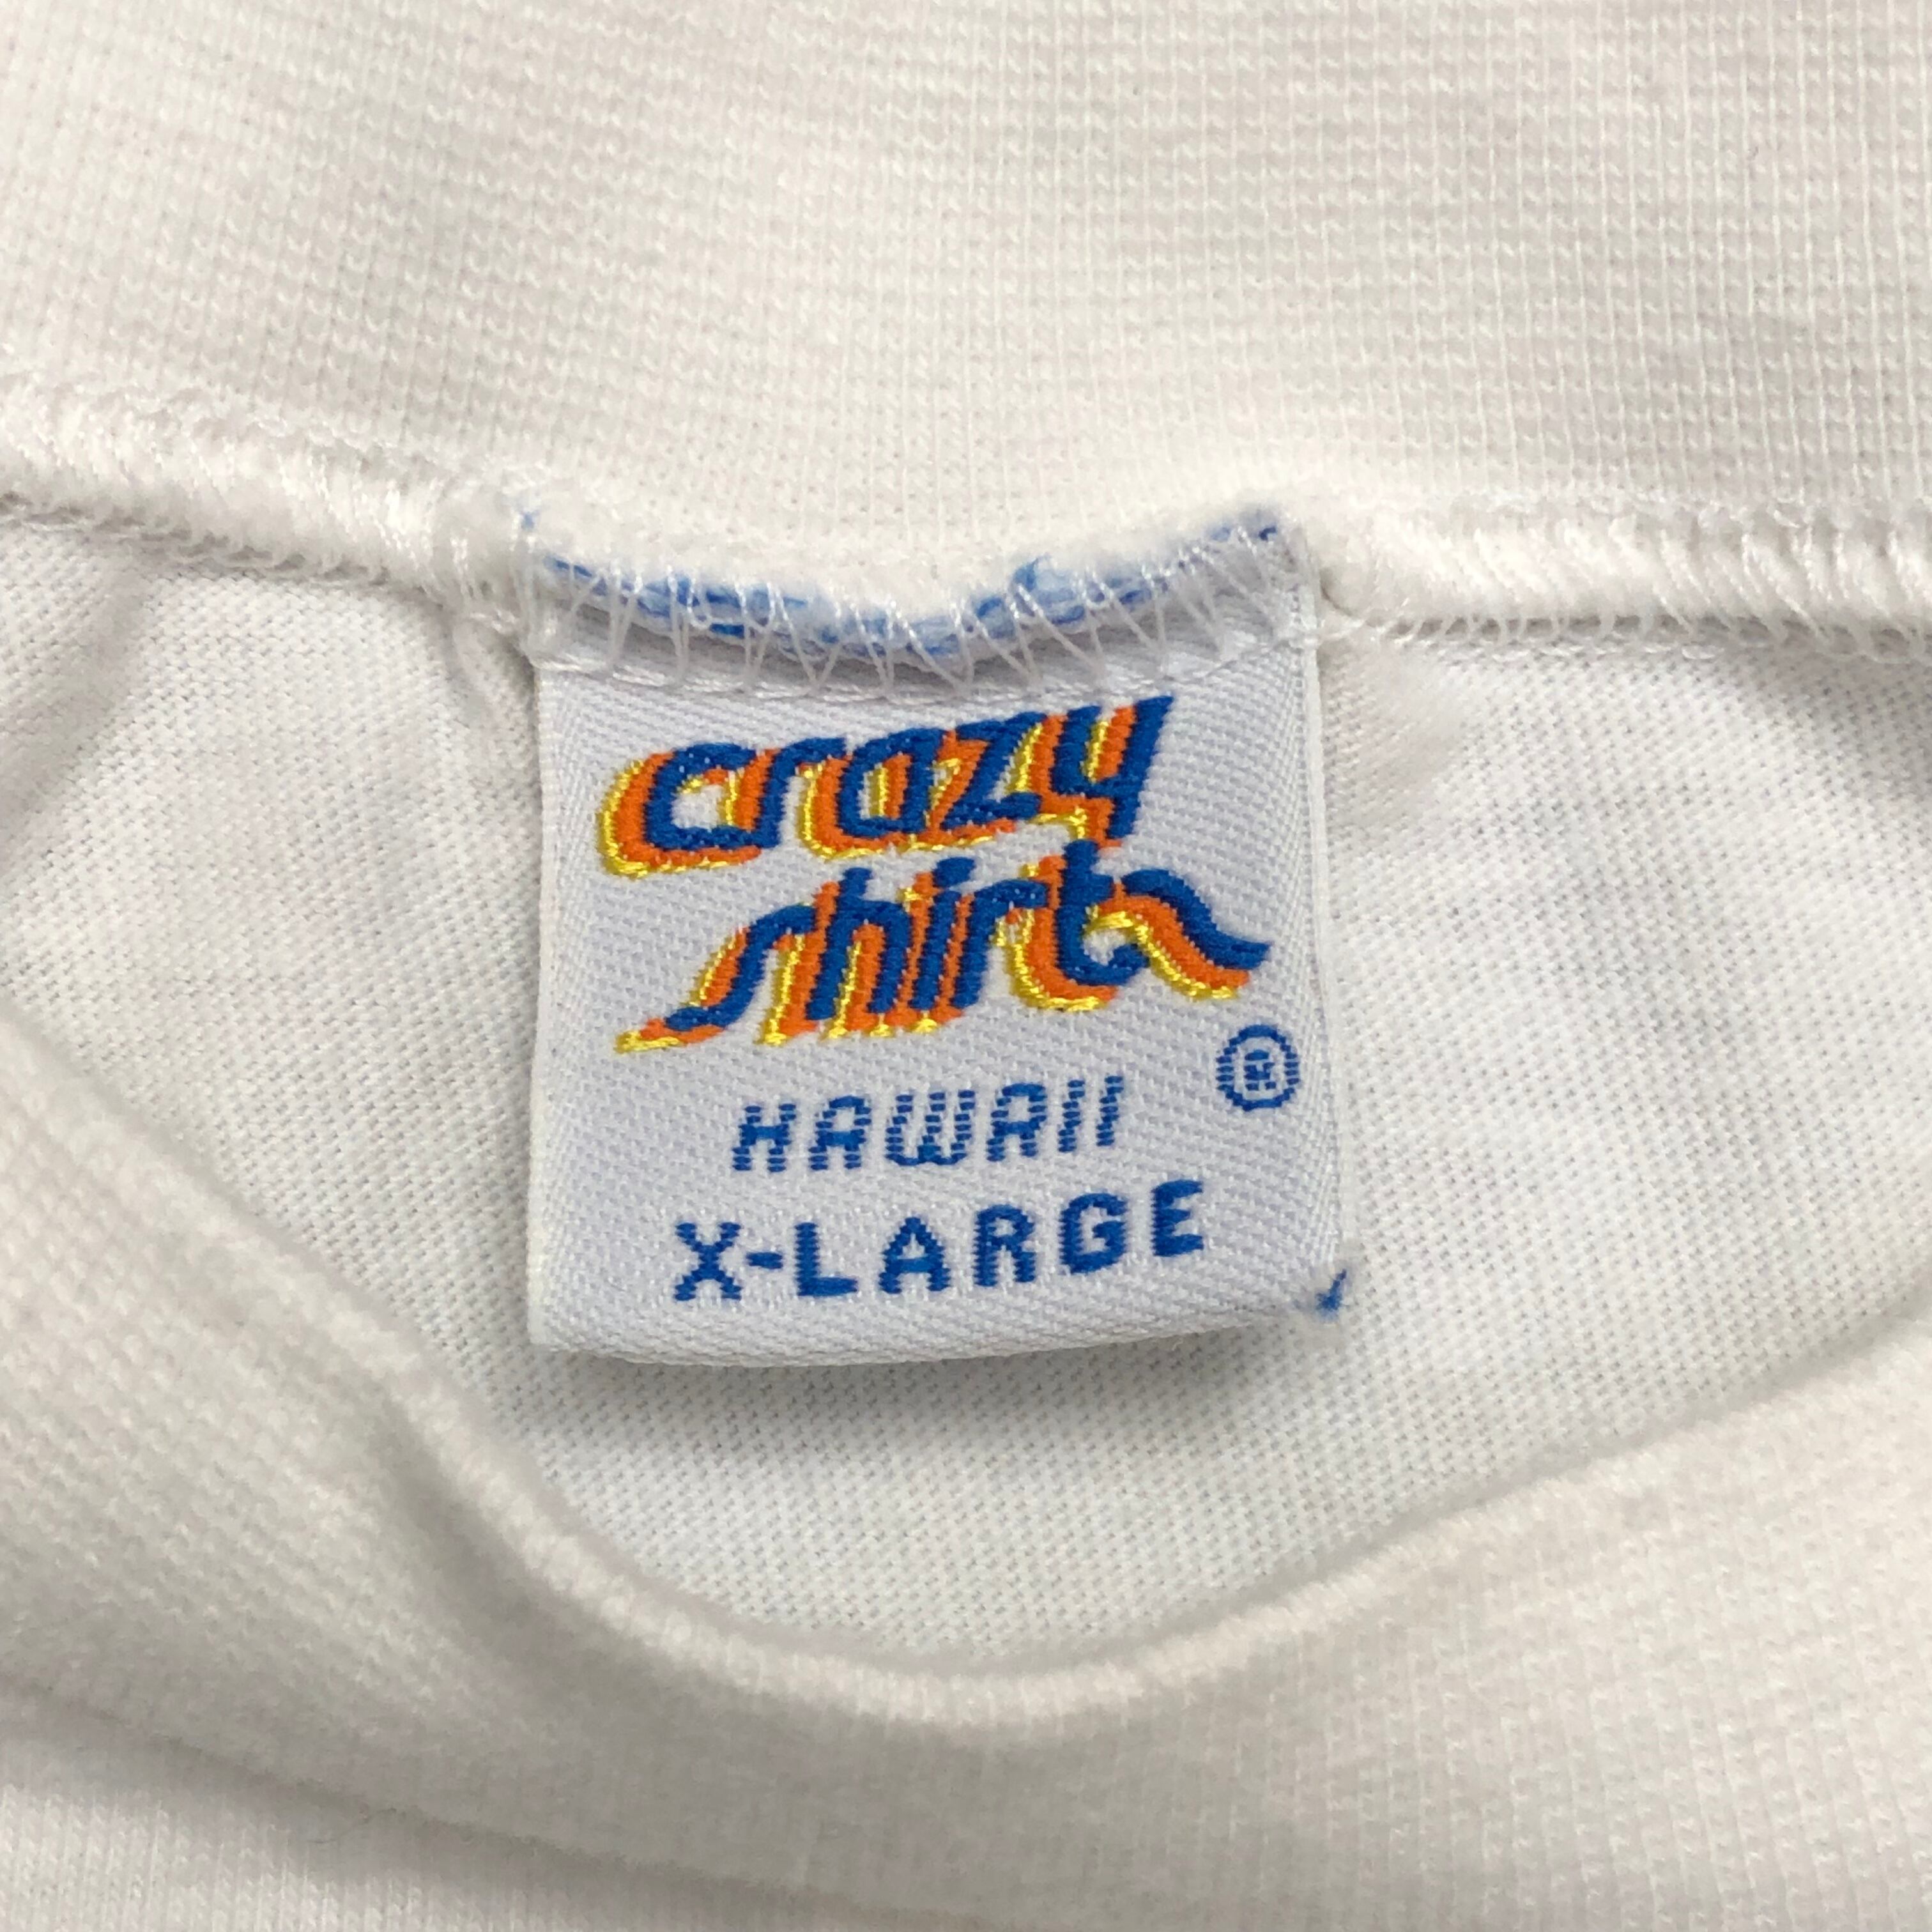 crazy
shirts
®
HAWAII
X-LARGE